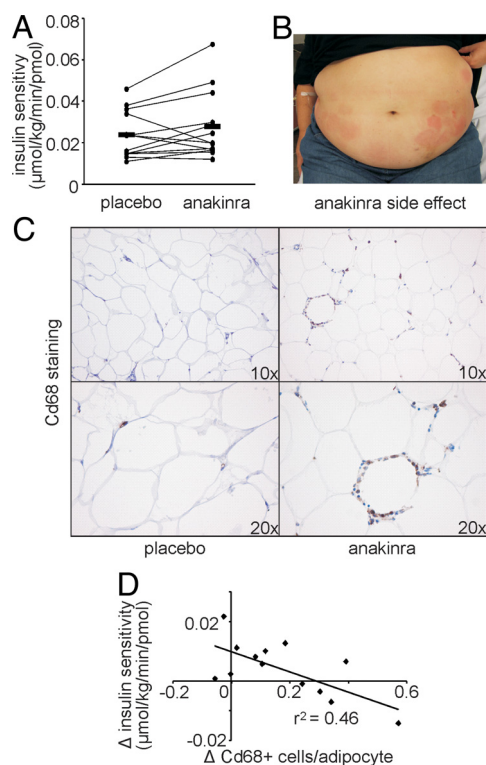 A
insulin sensitivy
(μmol/kg/min/pmol)
0.08
0.06
0.04
0.02
0
placebo
anakinra
B
anakinra side effect
C
Cd68 staining
10x
10x
20x
20x
placebo
anakinra
D
Δ insulin sensitivity
(μmol/kg/min/pmol)
0.02
-0.02
-0.2
0
0.2
0.4
0.6
r² = 0.46
Δ Cd68+ cells/adipocyte